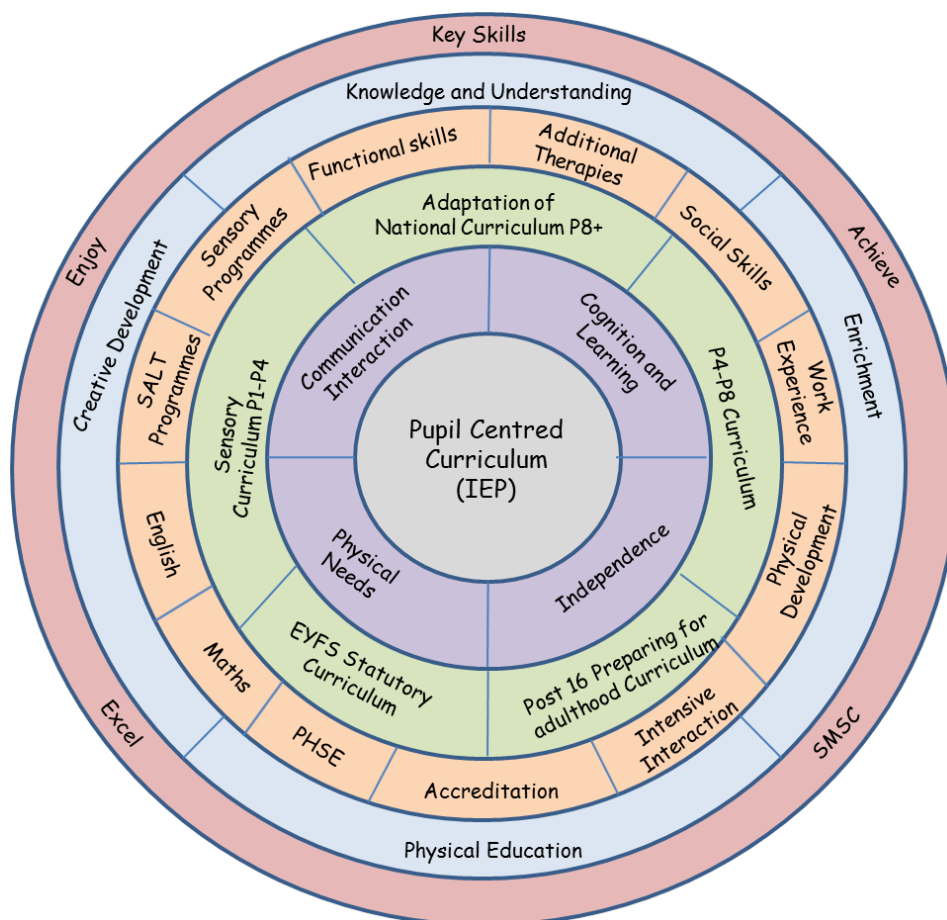 Key Skills
Achieve
SMSC
Excel
Enjoy
Knowledge and Understanding
Enrichment
Physical Education
Creative Development
Functional skills
Additional
Therapies
Social Skills
Work
Experience
Physical
Development
Intensive
Interaction
Accreditation
PHSE
Maths
English
SALT
Programmes
Sensory
Programmes
Adaptation of
National Curriculum P8+
P4-P8 Curriculum
Post 16 Preparing for
adulthood Curriculum
EYFS Statutory
Curriculum
Sensory
Curriculum P1-P4
Communication
Interaction
Cognition and
Learning
Independence
Physical
Needs
Pupil Centred
Curriculum
(IEP)